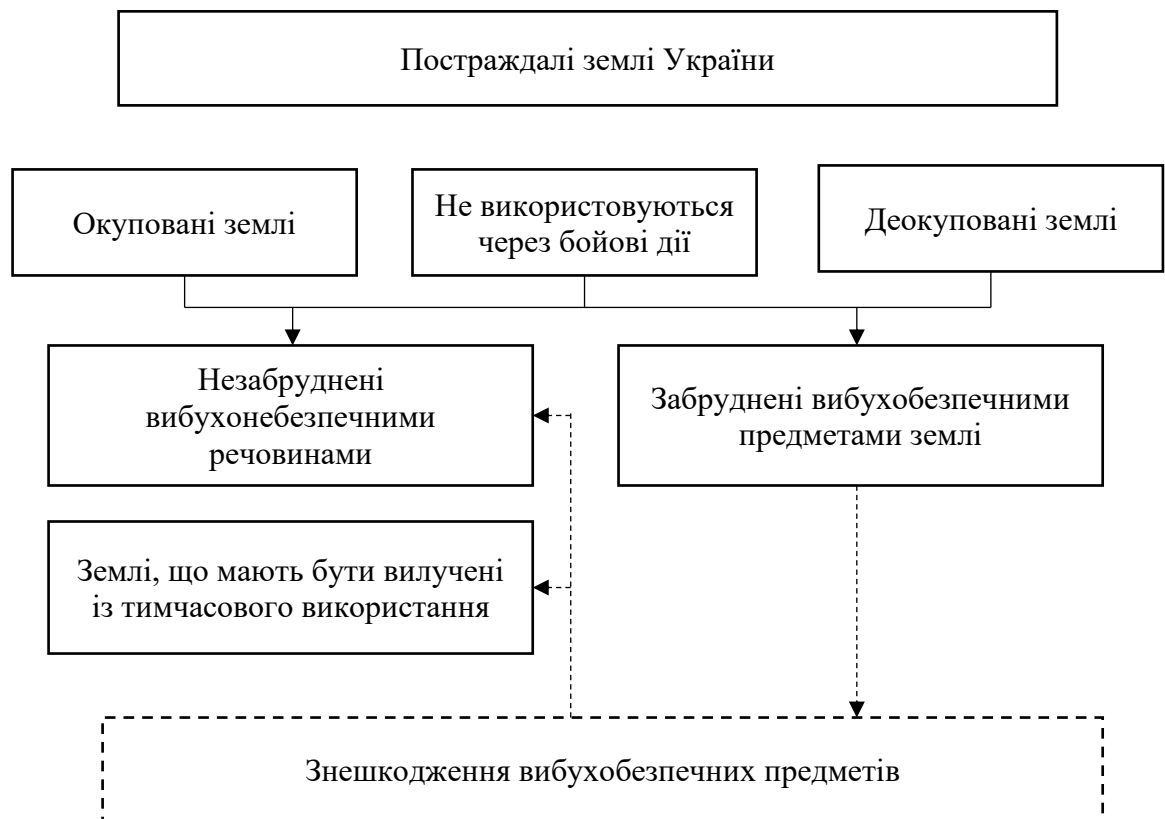 Постраждалі землі України
Окуповані землі
Не використовуються
через бойові дії
Деокуповані землі
Незабруднені
вибухонебезпечними
речовинами
Забруднені вибухобезпечними
предметами землі
Землі, що мають бути вилучені
із тимчасового використання
Знешкодження вибухобезпечних предметів